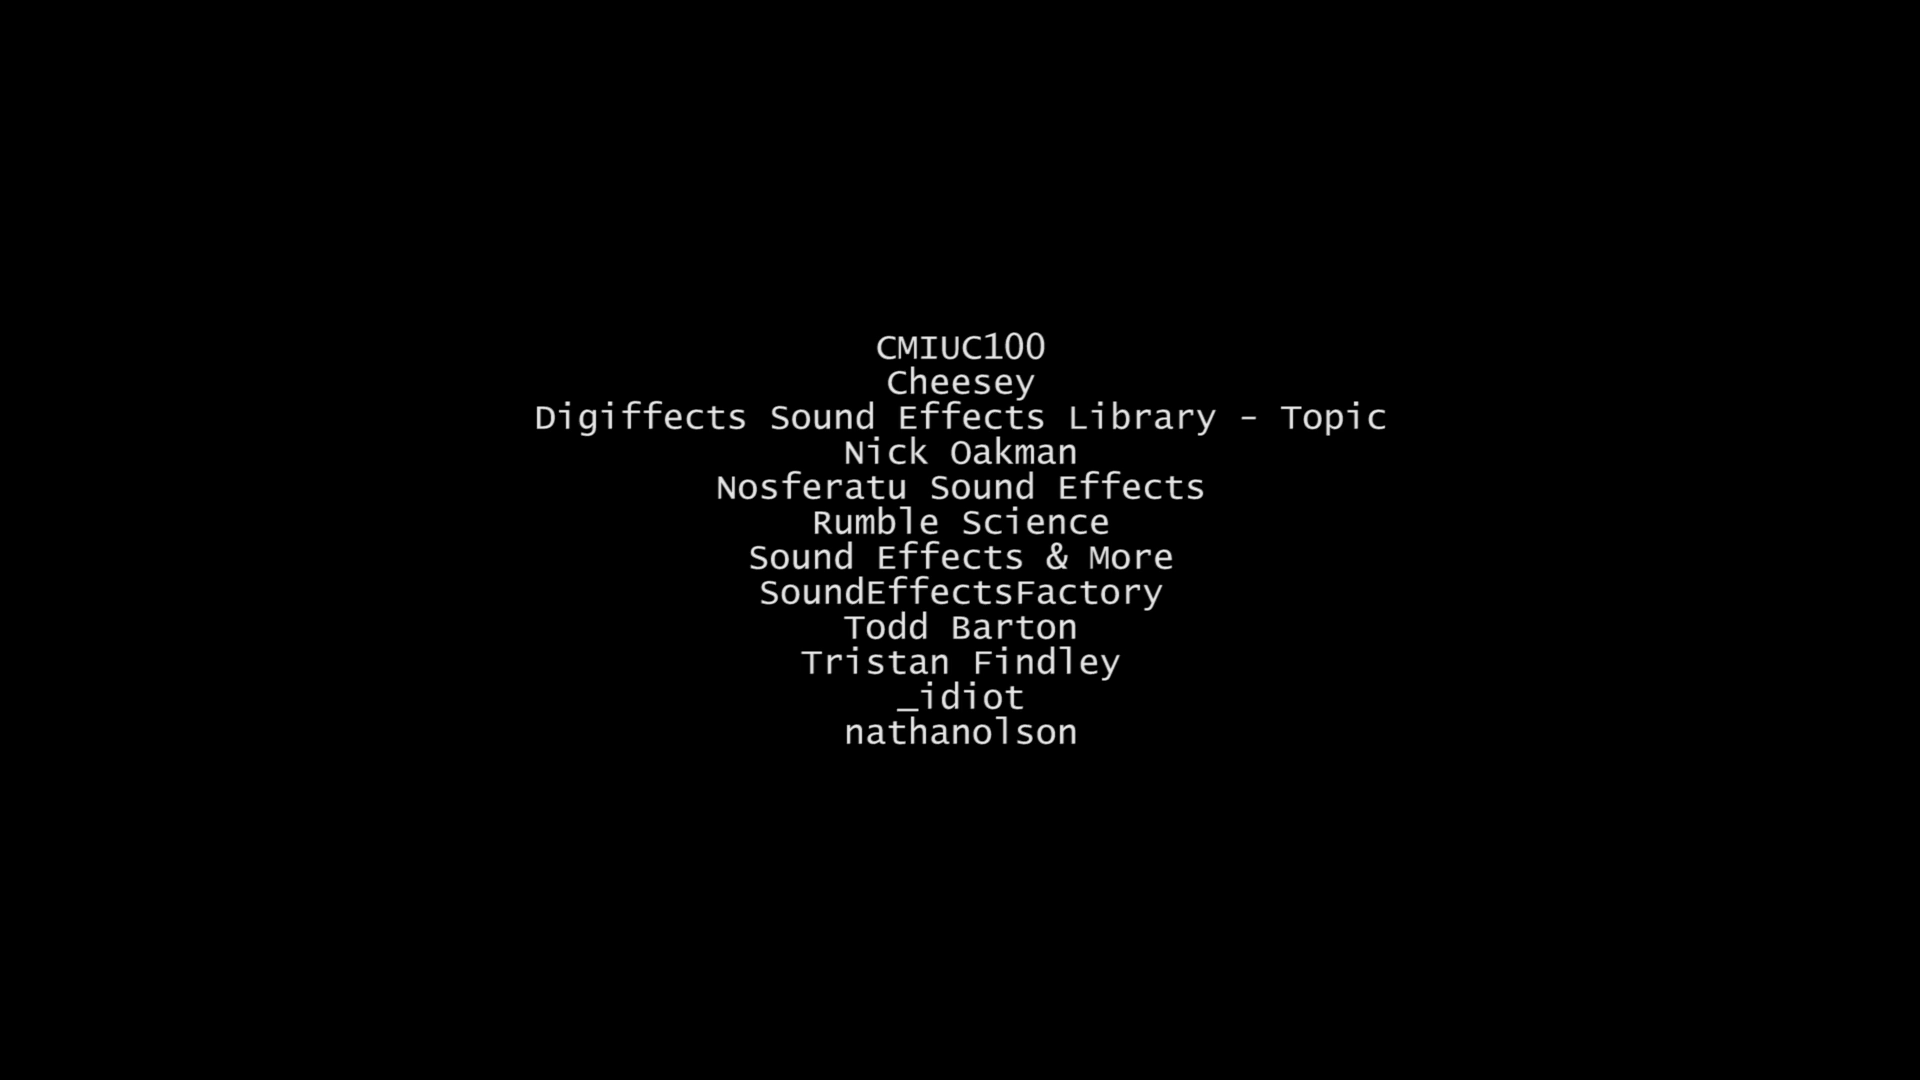 CMIUC100
Cheesey
Digiffects Sound Effects Library - Topic
Nick Oakman
Nosferatu Sound Effects
Rumble Science
Sound Effects & More
SoundEffectsFactory
Todd Barton
Tristan Findley
_idiot
nathanolson